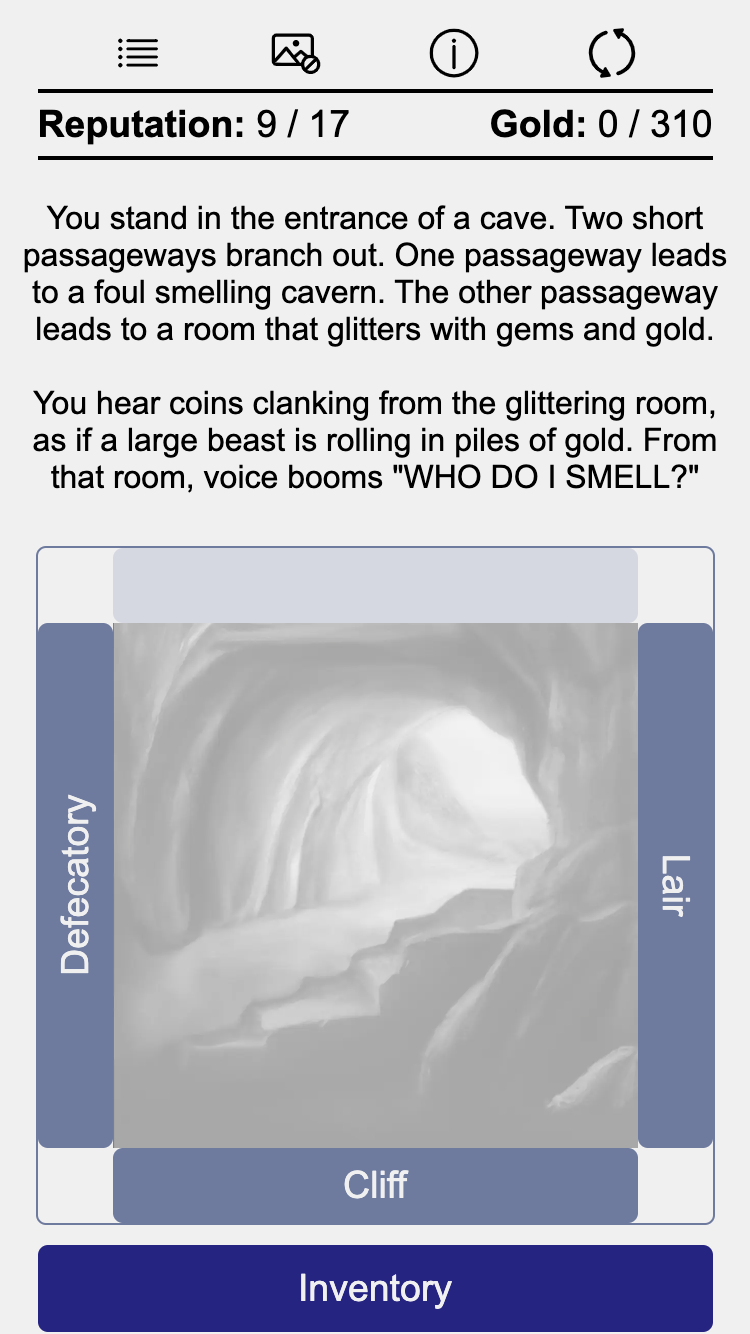 Reputation: 9 / 17 Gold: 0 / 310
You stand in the entrance of a cave. Two short
passageways branch out. One passageway leads
to a foul smelling cavern. The other passageway
leads to a room that glitters with gems and gold.
You hear coins clanking from the glittering room,
as if a large beast is rolling in piles of gold. From
that room, voice booms "WHO DO I SMELL?"
Defecatory
Lair
Cliff
Inventory